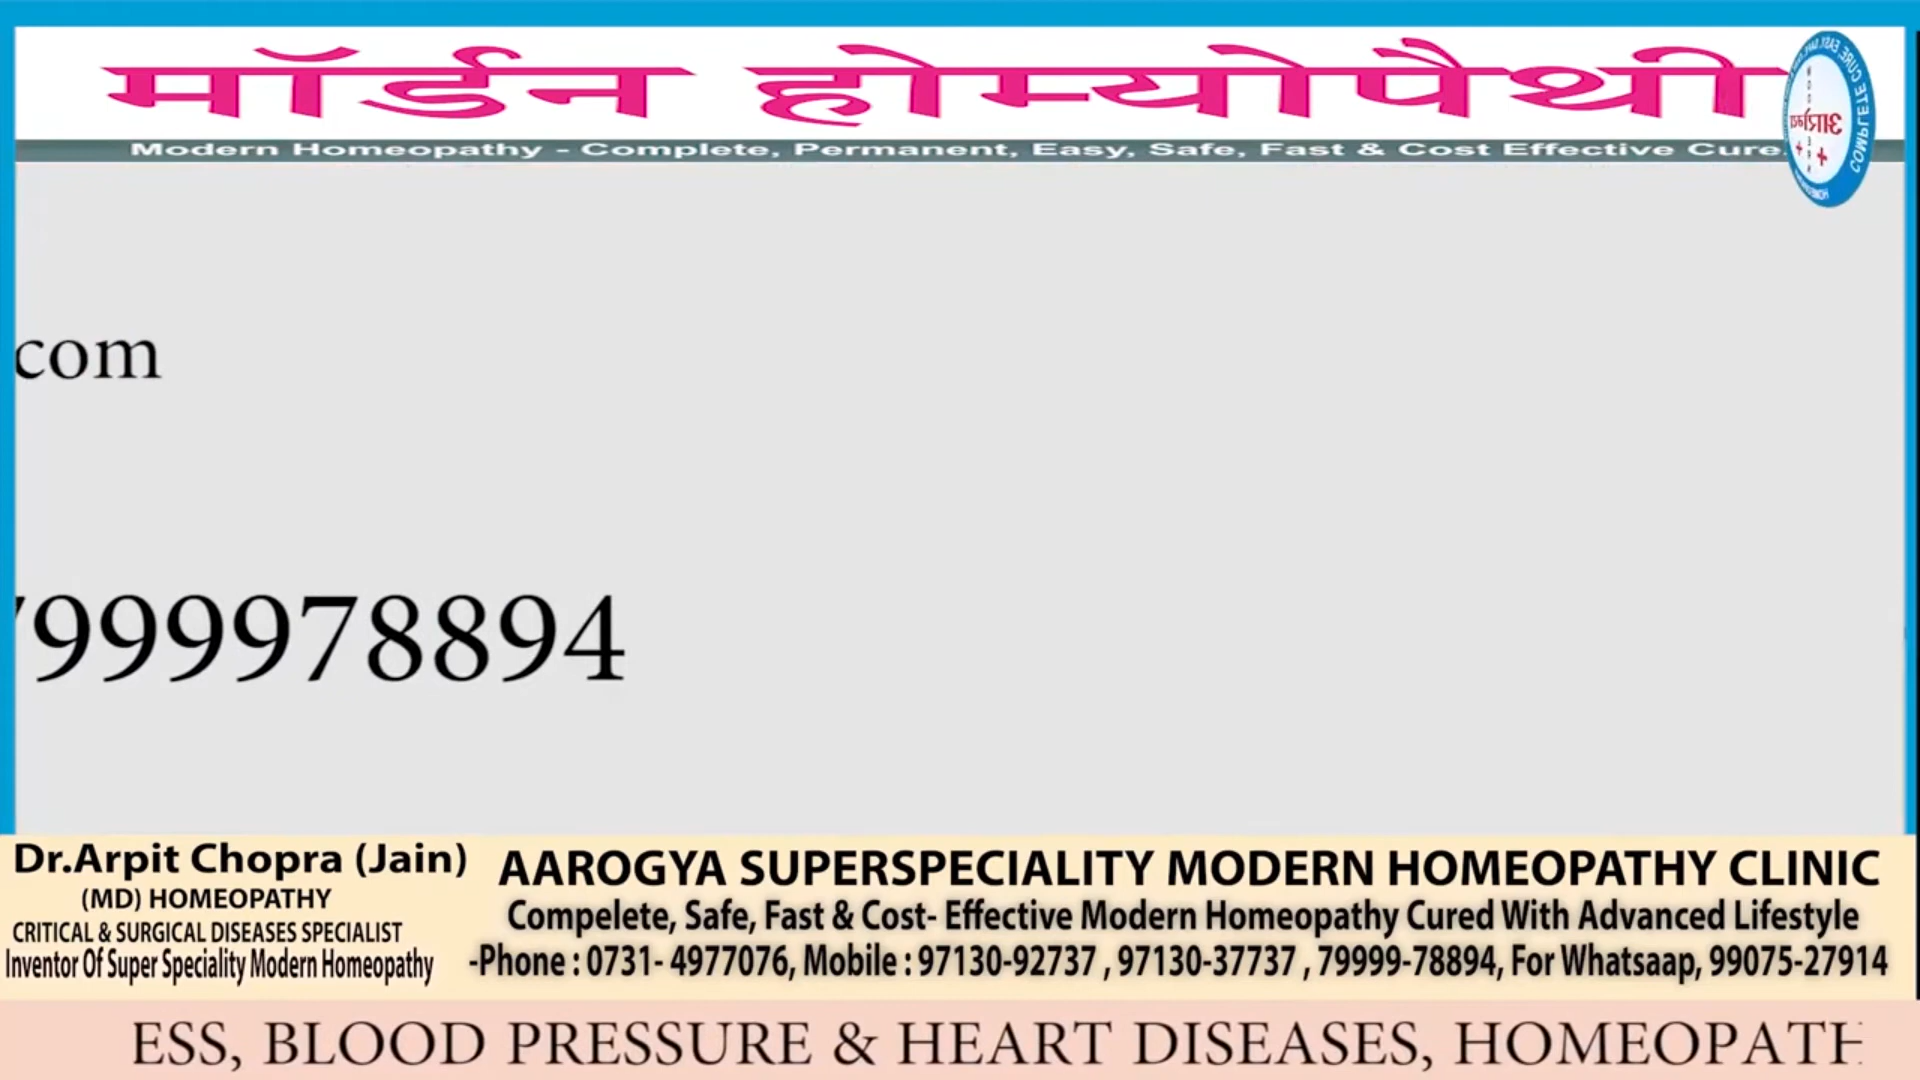 मॉर्डन होम्योपैथी
Modern Homeopathy - Complete, Permanent, Easy, Safe, Fast & Cost Effective Cure.
com
999978894
Dr.Arpit Chopra (Jain)
(MD) HOMEOPATHY
CRITICAL & SURGICAL DISEASES SPECIALIST
Inventor Of Super Speciality Modern Homeopathy
AAROGYA SUPERSPECIALITY MODERN HOMEOPATHY CLINIC
Compelete, Safe, Fast & Cost- Effective Modern Homeopathy Cured With Advanced Lifestyle
-Phone : 0731- 4977076, Mobile : 97130-92737 , 97130-37737 , 79999-78894, For Whatsaap, 99075-27914
ESS, BLOOD PRESSURE & HEART DISEASES, HOMEOPATH